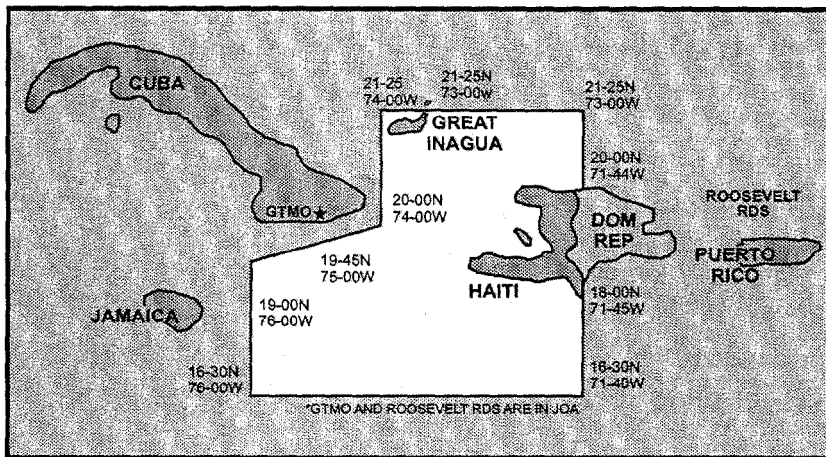 CUBA
21-25
74-00W
21-25N
73-00W
21-25N
73-00W
GREAT
INAGUA
20-00N
71-44W
GTMO
20-00N
74-00W
DOM
REP
ROOSEVELT
RDS
PUERTO
RICO
19-45N
75-00W
HAITI
18-00N
71-45W
JAMAICA
19-00N
76-00W
16-30N
76-00W
16-30N
71-40W
*GTMO AND ROOSEVELT RDS ARE IN JOA